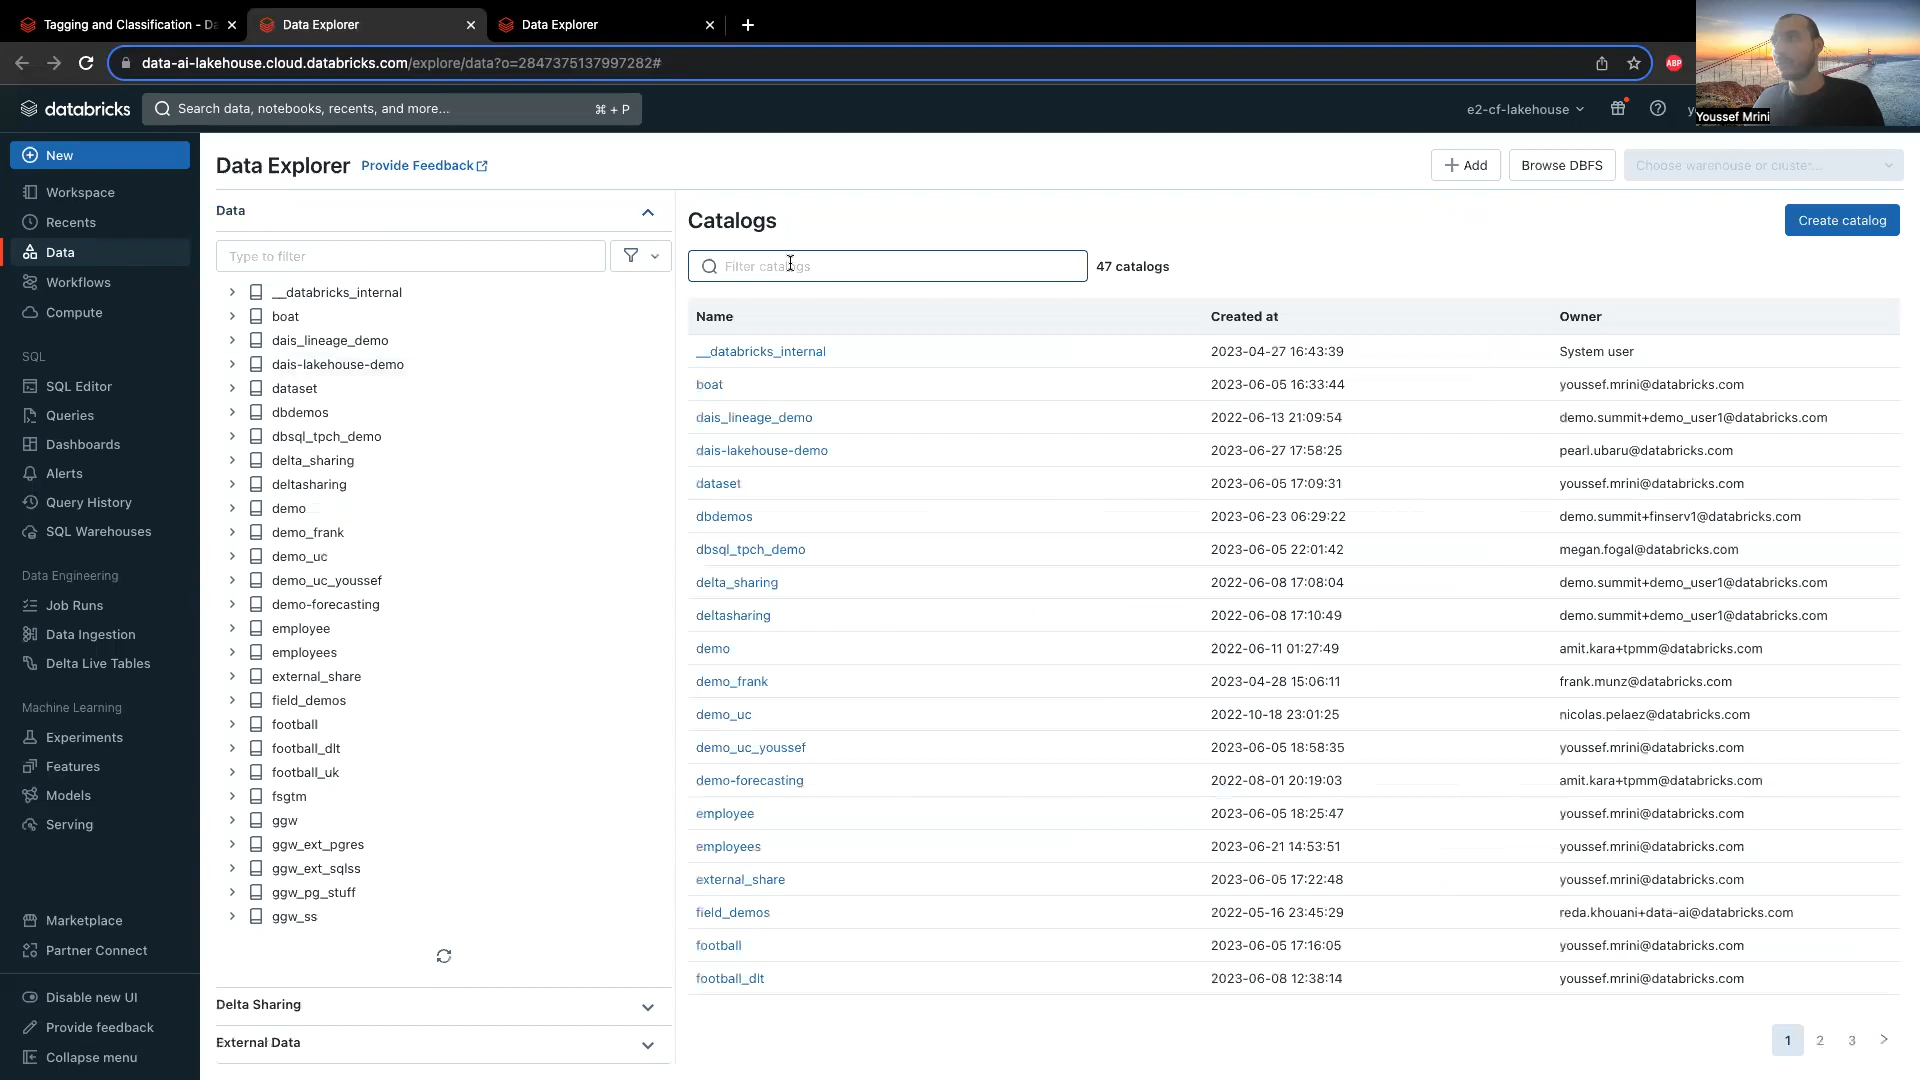 Tagging and Classification - Da
Data Explorer
Data Explorer
data-ai-lakehouse.cloud.databricks.com/explore/data?o=2847375137997282#
ABP
databricks
Search data, notebooks, recents, and more...
⌘ + P
e2-cf-lakehouse
Youssef Mrini
New
Workspace
Recents
Data
Workflows
Compute
SQL
SQL Editor
Queries
Dashboards
Alerts
Query History
SQL Warehouses
Data Engineering
Job Runs
Data Ingestion
Delta Live Tables
Machine Learning
Experiments
Features
Models
Serving
Marketplace
Partner Connect
Disable new UI
Provide feedback
Collapse menu
Data Explorer Provide Feedback
Add
Browse DBFS
Choose warehouse or cluster...
Data
Type to filter
__databricks_internal
boat
dais_lineage_demo
dais-lakehouse-demo
dataset
dbdemos
dbsql_tpch_demo
delta_sharing
deltasharing
demo
demo_frank
demo_uc
demo_uc_youssef
demo-forecasting
employee
employees
external_share
field_demos
football
football_dlt
football_uk
fsgtm
ggw
ggw_ext_pgres
ggw_ext_sqlss
ggw_pg_stuff
ggw_ss
Delta Sharing
External Data
Catalogs
Create catalog
Filter catalogs
47 catalogs
Name Created at Owner
__databricks_internal 2023-04-27 16:43:39 System user
boat 2023-06-05 16:33:44 youssef.mrini@databricks.com
dais_lineage_demo 2022-06-13 21:09:54 demo.summit+demo_user1@databricks.com
dais-lakehouse-demo 2023-06-27 17:58:25 pearl.ubaru@databricks.com
dataset 2023-06-05 17:09:31 youssef.mrini@databricks.com
dbdemos 2023-06-23 06:29:22 demo.summit+finserv1@databricks.com
dbsql_tpch_demo 2023-06-05 22:01:42 megan.fogal@databricks.com
delta_sharing 2022-06-08 17:08:04 demo.summit+demo_user1@databricks.com
deltasharing 2022-06-08 17:10:49 demo.summit+demo_user1@databricks.com
demo 2022-06-11 01:27:49 amit.kara+tpmm@databricks.com
demo_frank 2023-04-28 15:06:11 frank.munz@databricks.com
demo_uc 2022-10-18 23:01:25 nicolas.pelaez@databricks.com
demo_uc_youssef 2023-06-05 18:58:35 youssef.mrini@databricks.com
demo-forecasting 2022-08-01 20:19:03 amit.kara+tpmm@databricks.com
employee 2023-06-05 18:25:47 youssef.mrini@databricks.com
employees 2023-06-21 14:53:51 youssef.mrini@databricks.com
external_share 2023-06-05 17:22:48 youssef.mrini@databricks.com
field_demos 2022-05-16 23:45:29 reda.khouani+data-ai@databricks.com
football 2023-06-05 17:16:05 youssef.mrini@databricks.com
football_dlt 2023-06-08 12:38:14 youssef.mrini@databricks.com
1 2 3